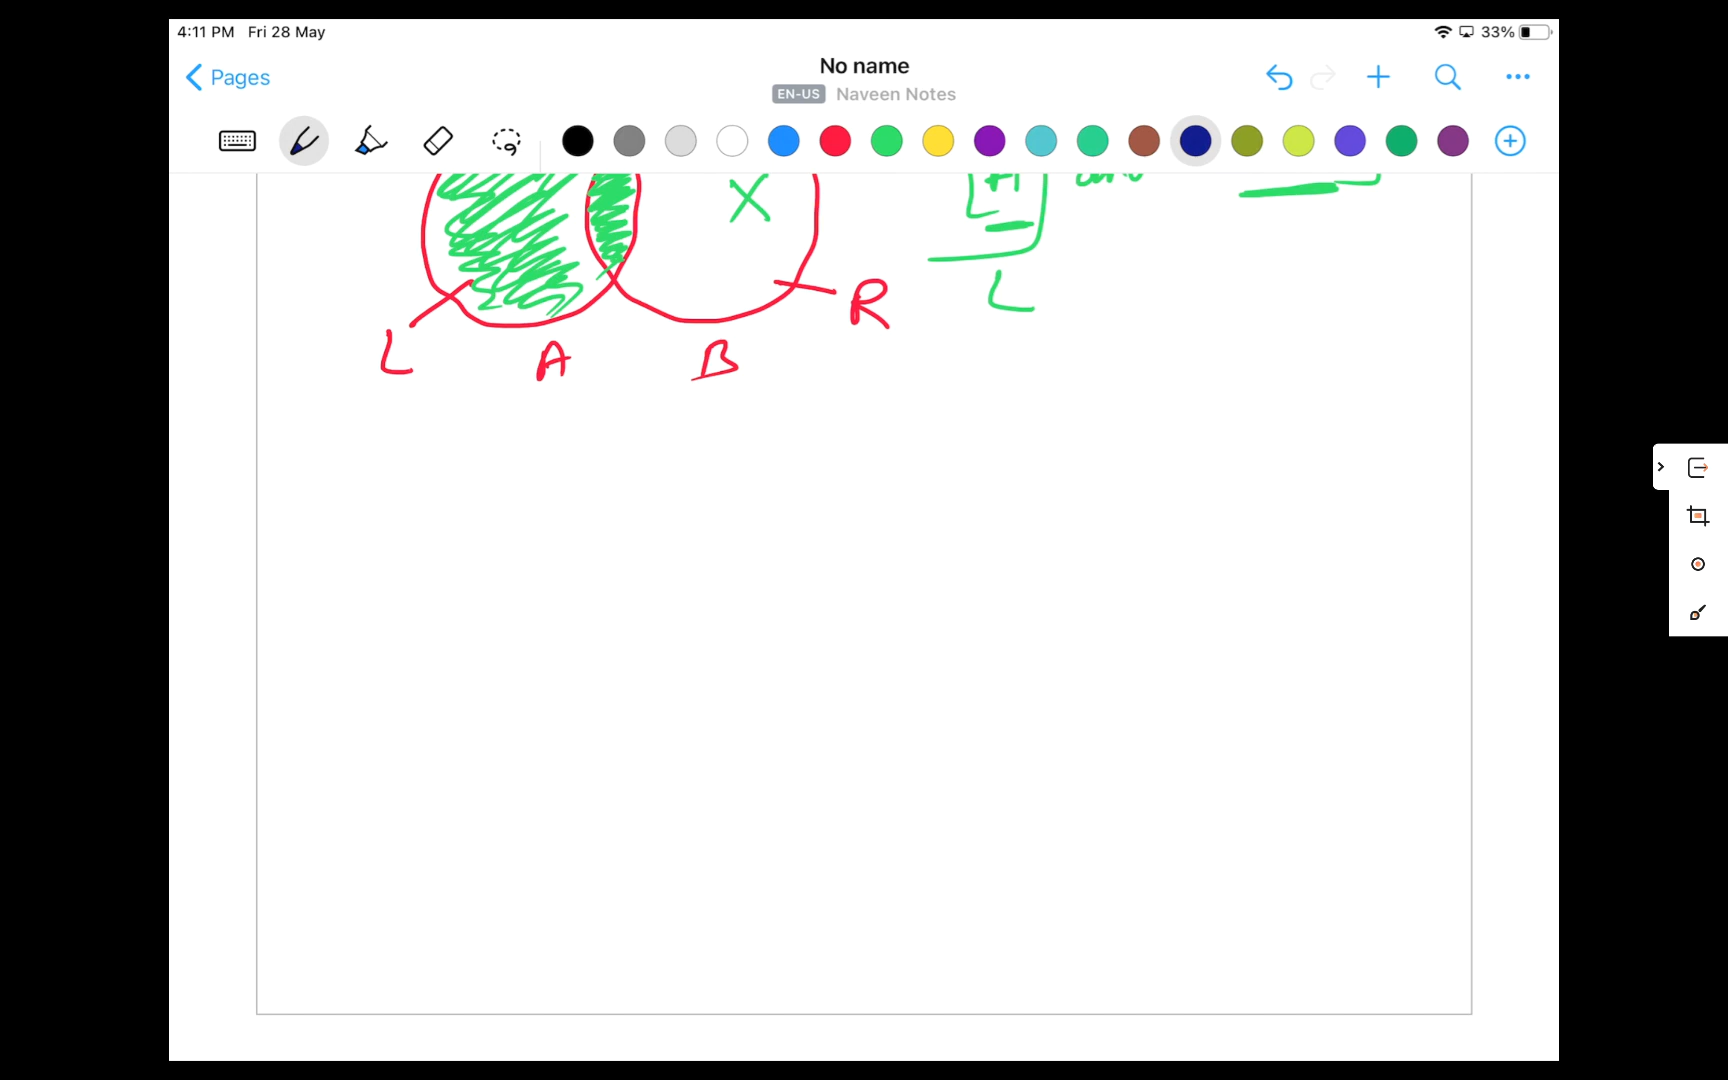 4:11 PM Fri 28 May 33%
Pages No name
EN-US Naveen Notes
X
L
R
L A B